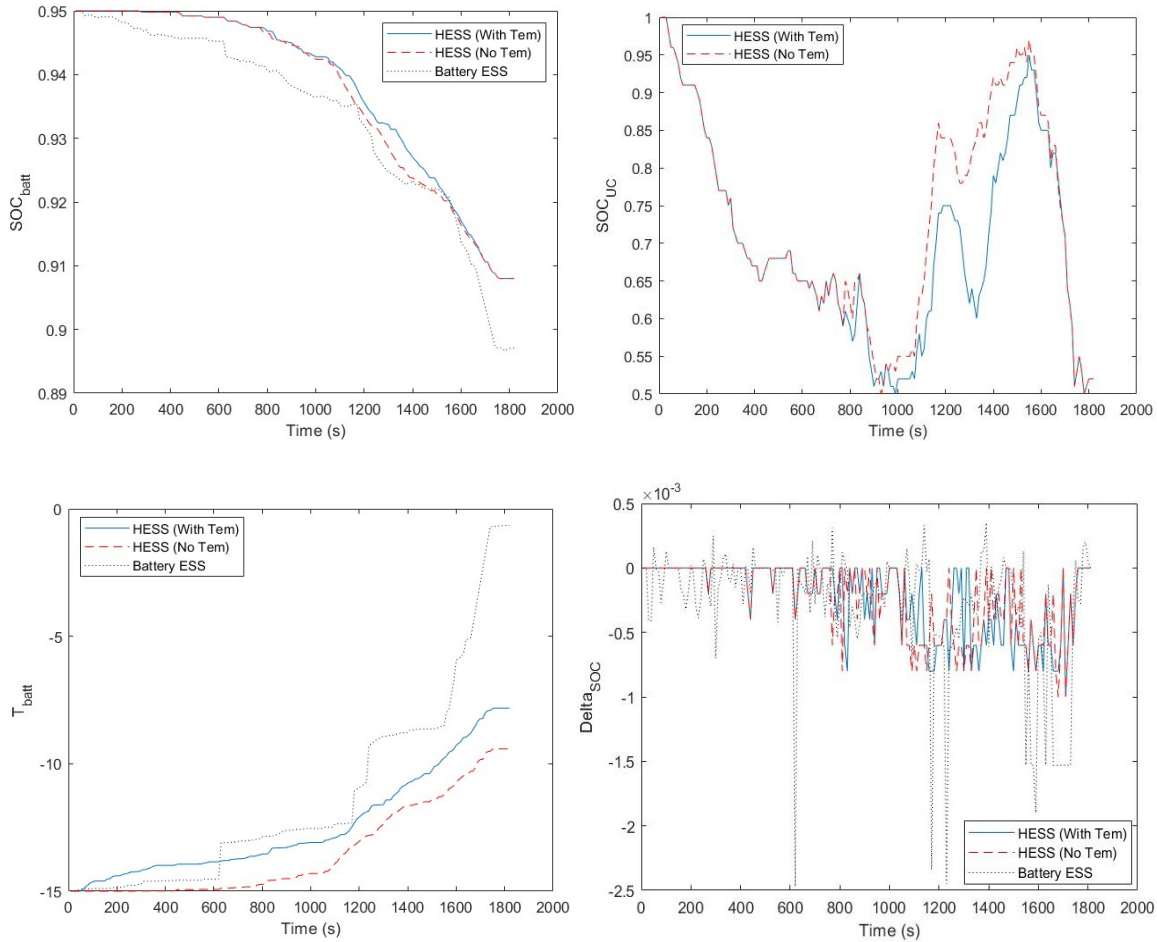 0.95
0.94
0.93
0.92
0.91
0.9
0.89
SOC_batt
HESS (With Tem)
HESS (No Tem)
Battery ESS
0 200 400 600 800 1000 1200 1400 1600 1800 2000
Time (s)
1
0.95
0.9
0.85
0.8
0.75
0.7
0.65
0.6
0.55
0.5
SOC_UC
HESS (With Tem)
HESS (No Tem)
0 200 400 600 800 1000 1200 1400 1600 1800 2000
Time (s)
0
-5
-10
-15
T_batt
HESS (With Tem)
HESS (No Tem)
Battery ESS
0 200 400 600 800 1000 1200 1400 1600 1800 2000
Time (s)
×10^-3
0.5
0
-0.5
-1
-1.5
-2
-2.5
Delta_SOC
HESS (With Tem)
HESS (No Tem)
Battery ESS
0 200 400 600 800 1000 1200 1400 1600 1800 2000
Time (s)